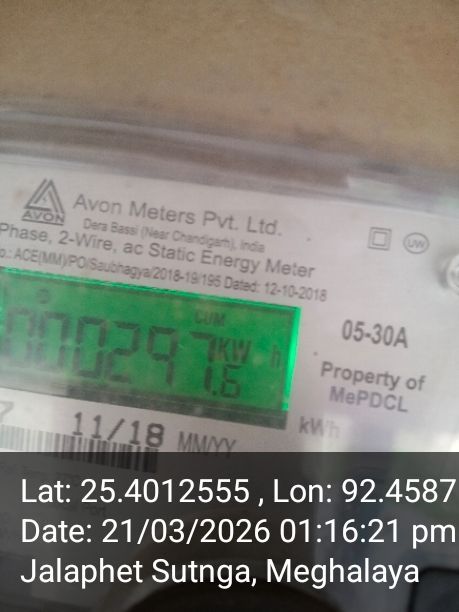 AVON
Avon Meters Pvt. Ltd.
Dera Bassi (Near Chandigarh), India
Phase, 2-Wire, ac Static Energy Meter
o.: ACE(MM)/PO/Saubhagya/2018-19/195 Dated: 12-10-2018
UW
CUM
000297
KW h
1.6
05-30A
Property of
MePDCL
kWh
7
11/18 MM/YY
Lat: 25.4012555 , Lon: 92.4587
Date: 21/03/2026 01:16:21 pm
Jalaphet Sutnga, Meghalaya